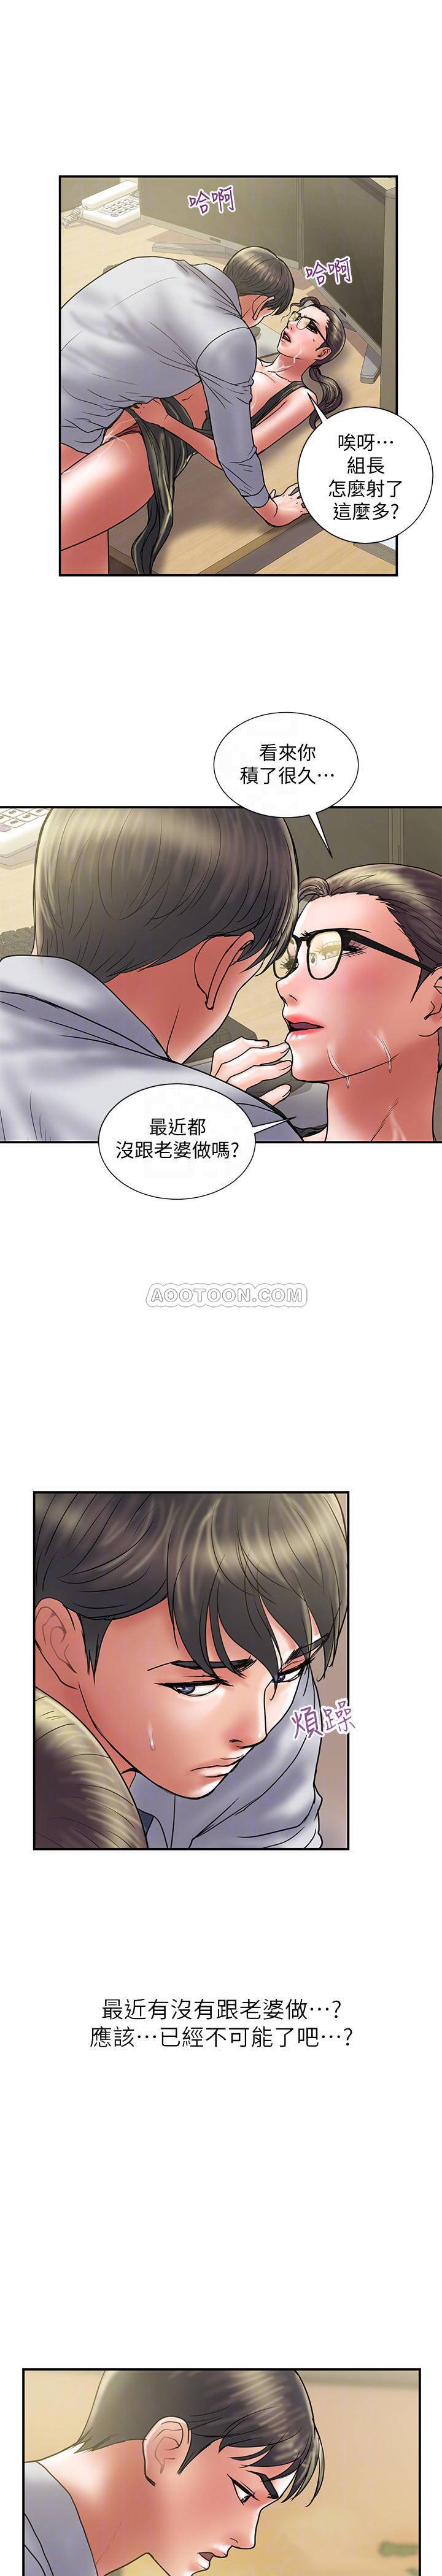 哈啊
哈啊
唉呀…
組長
怎麼射了
這麼多?
看來你
積了很久…
最近都
沒跟老婆做嗎?
AOOTOON.COM
煩躁
最近有沒有跟老婆做…?
應該…已經不可能了吧…?